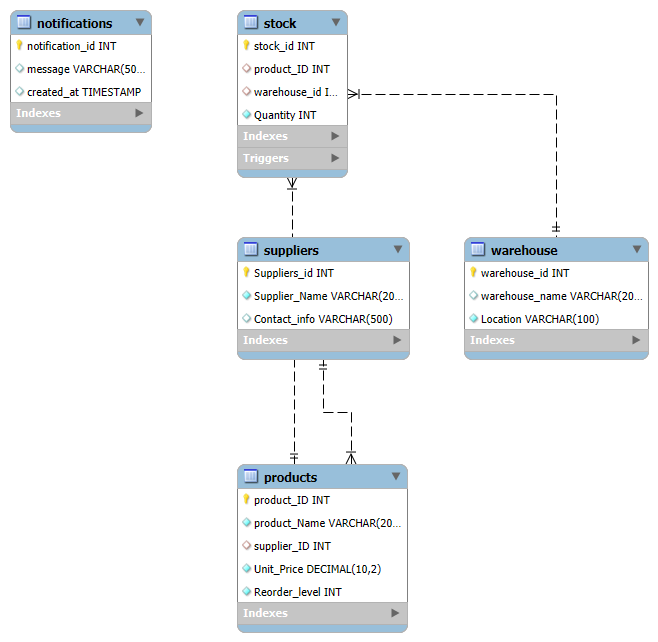 notifications
notification_id INT
message VARCHAR(50...
created_at TIMESTAMP
Indexes
stock
stock_id INT
product_ID INT
warehouse_id I...
Quantity INT
Indexes
Triggers
suppliers
Suppliers_id INT
Supplier_Name VARCHAR(20...
Contact_info VARCHAR(500)
Indexes
warehouse
warehouse_id INT
warehouse_name VARCHAR(20...
Location VARCHAR(100)
Indexes
products
product_ID INT
product_Name VARCHAR(20...
supplier_ID INT
Unit_Price DECIMAL(10,2)
Reorder_level INT
Indexes